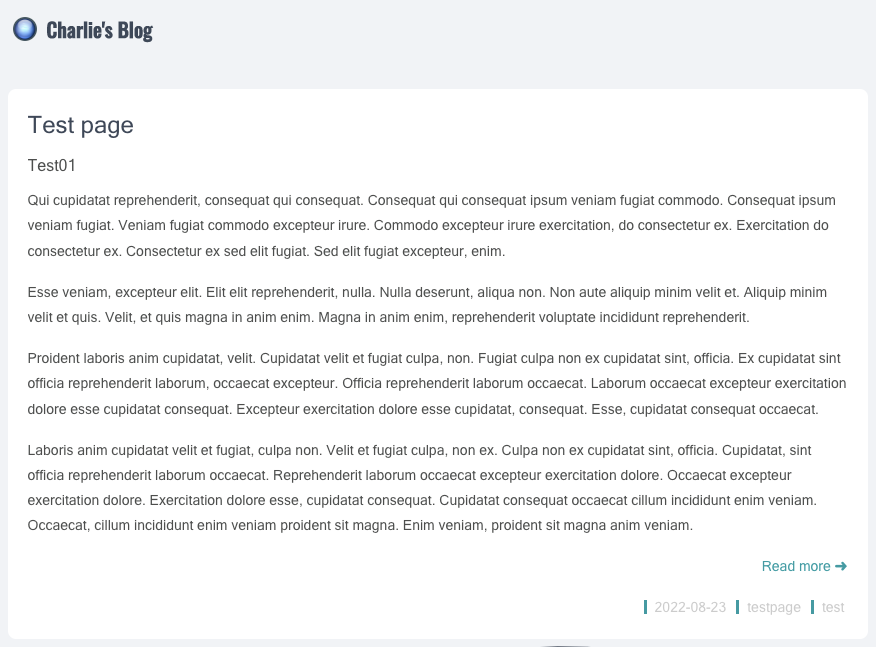 Charlie's Blog
Test page
Test01
Qui cupidatat reprehenderit, consequat qui consequat. Consequat qui consequat ipsum veniam fugiat commodo. Consequat ipsum
veniam fugiat. Veniam fugiat commodo excepteur irure. Commodo excepteur irure exercitation, do consectetur ex. Exercitation do
consectetur ex. Consectetur ex sed elit fugiat. Sed elit fugiat excepteur, enim.
Esse veniam, excepteur elit. Elit elit reprehenderit, nulla. Nulla deserunt, aliqua non. Non aute aliquip minim velit et. Aliquip minim
velit et quis. Velit, et quis magna in anim enim. Magna in anim enim, reprehenderit voluptate incididunt reprehenderit.
Proident laboris anim cupidatat, velit. Cupidatat velit et fugiat culpa, non. Fugiat culpa non ex cupidatat sint, officia. Ex cupidatat sint
officia reprehenderit laborum, occaecat excepteur. Officia reprehenderit laborum occaecat. Laborum occaecat excepteur exercitation
dolore esse cupidatat consequat. Excepteur exercitation dolore esse cupidatat, consequat. Esse, cupidatat consequat occaecat.
Laboris anim cupidatat velit et fugiat, culpa non. Velit et fugiat culpa, non ex. Culpa non ex cupidatat sint, officia. Cupidatat, sint
officia reprehenderit laborum occaecat. Reprehenderit laborum occaecat excepteur exercitation dolore. Occaecat excepteur
exercitation dolore. Exercitation dolore esse, cupidatat consequat. Cupidatat consequat occaecat cillum incididunt enim veniam.
Occaecat, cillum incididunt enim veniam proident sit magna. Enim veniam, proident sit magna anim veniam.
Read more ➔
2022-08-23 testpage test